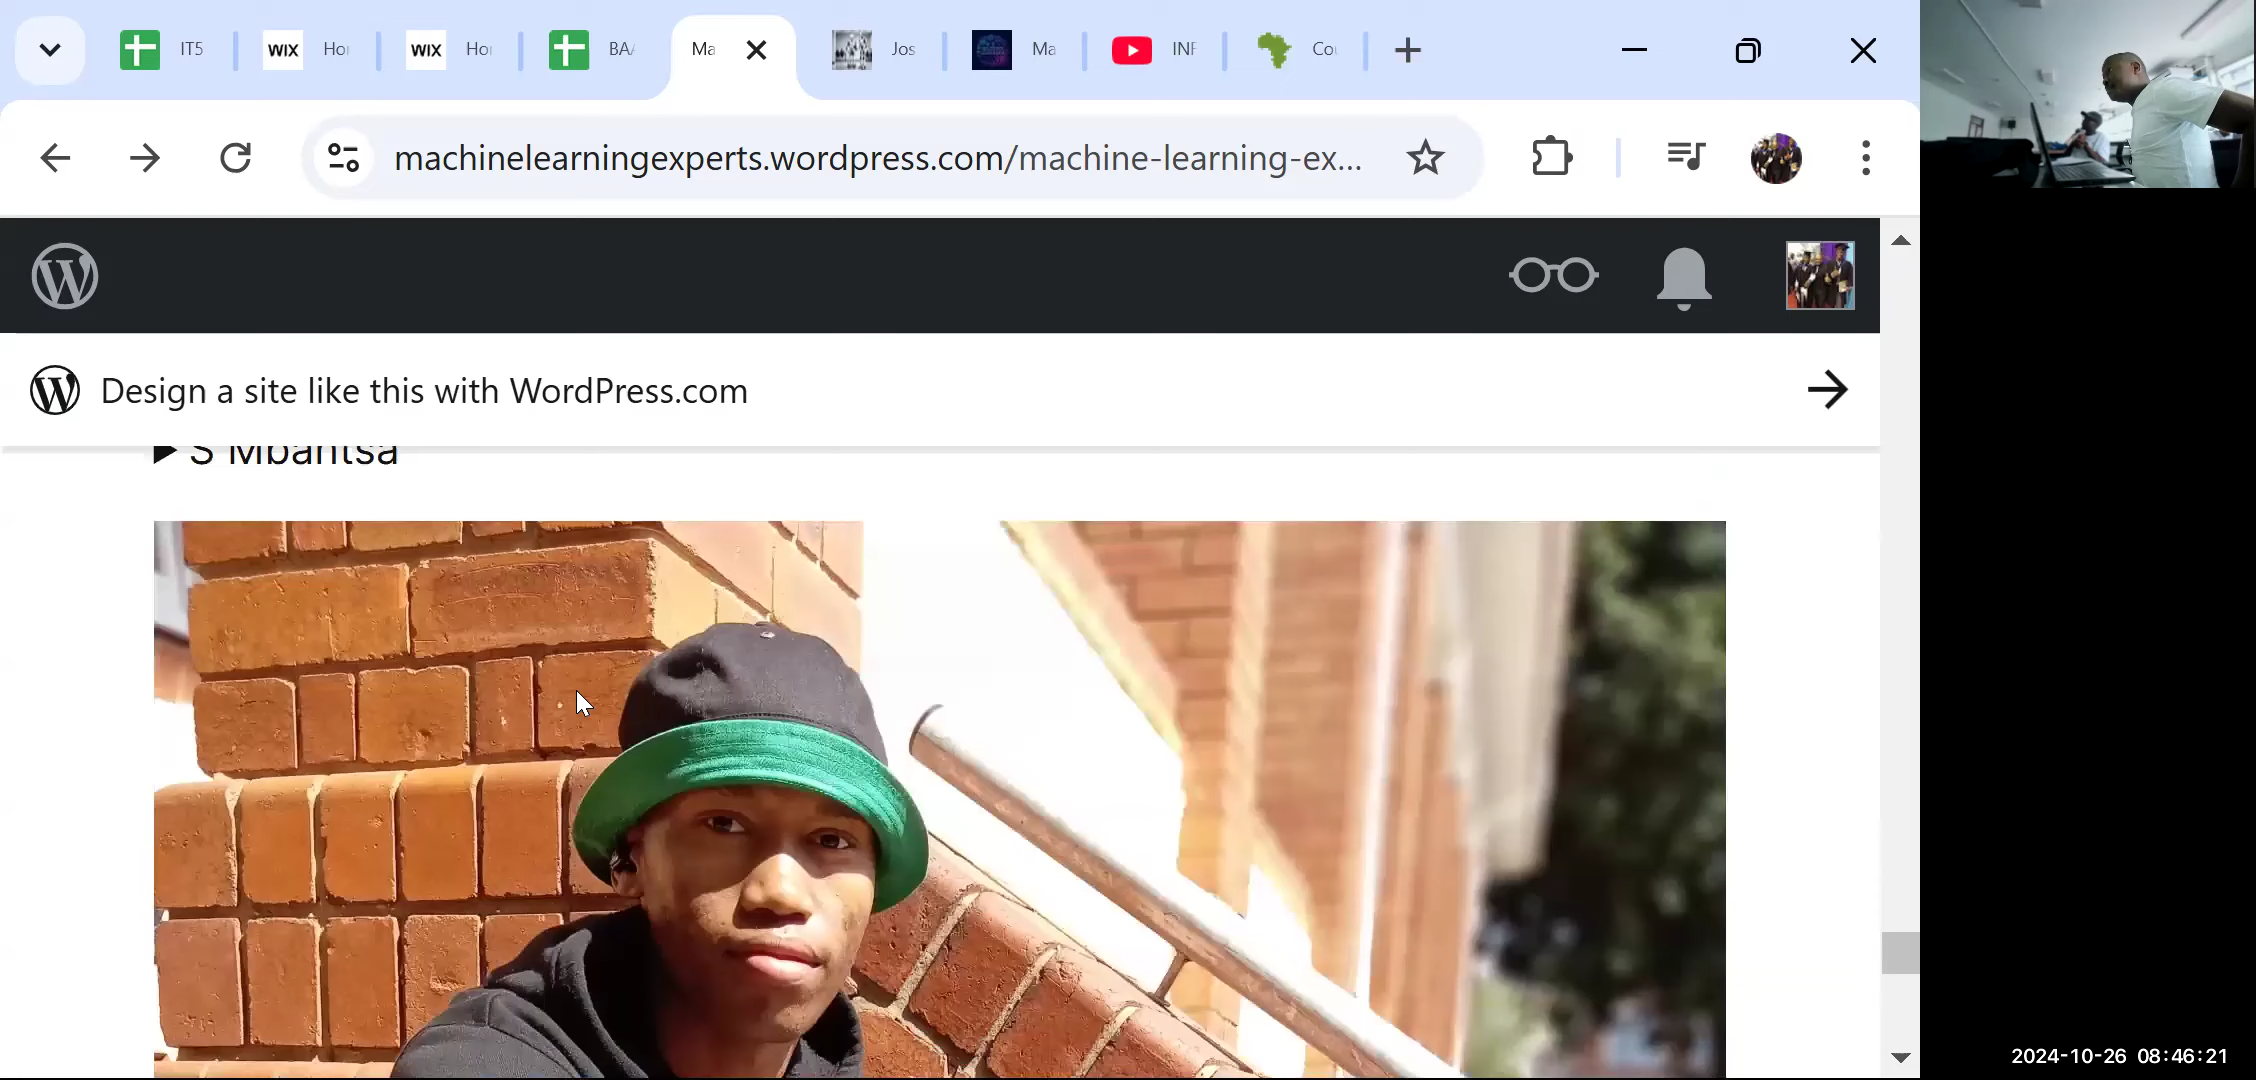 IT5
WIX Ho
WIX Ho
BA
Ma
Jos
Ma
INF
Co
machinelearningexperts.wordpress.com/machine-learning-ex...
Design a site like this with WordPress.com
S Mbantsa
2024-10-26 08:46:21